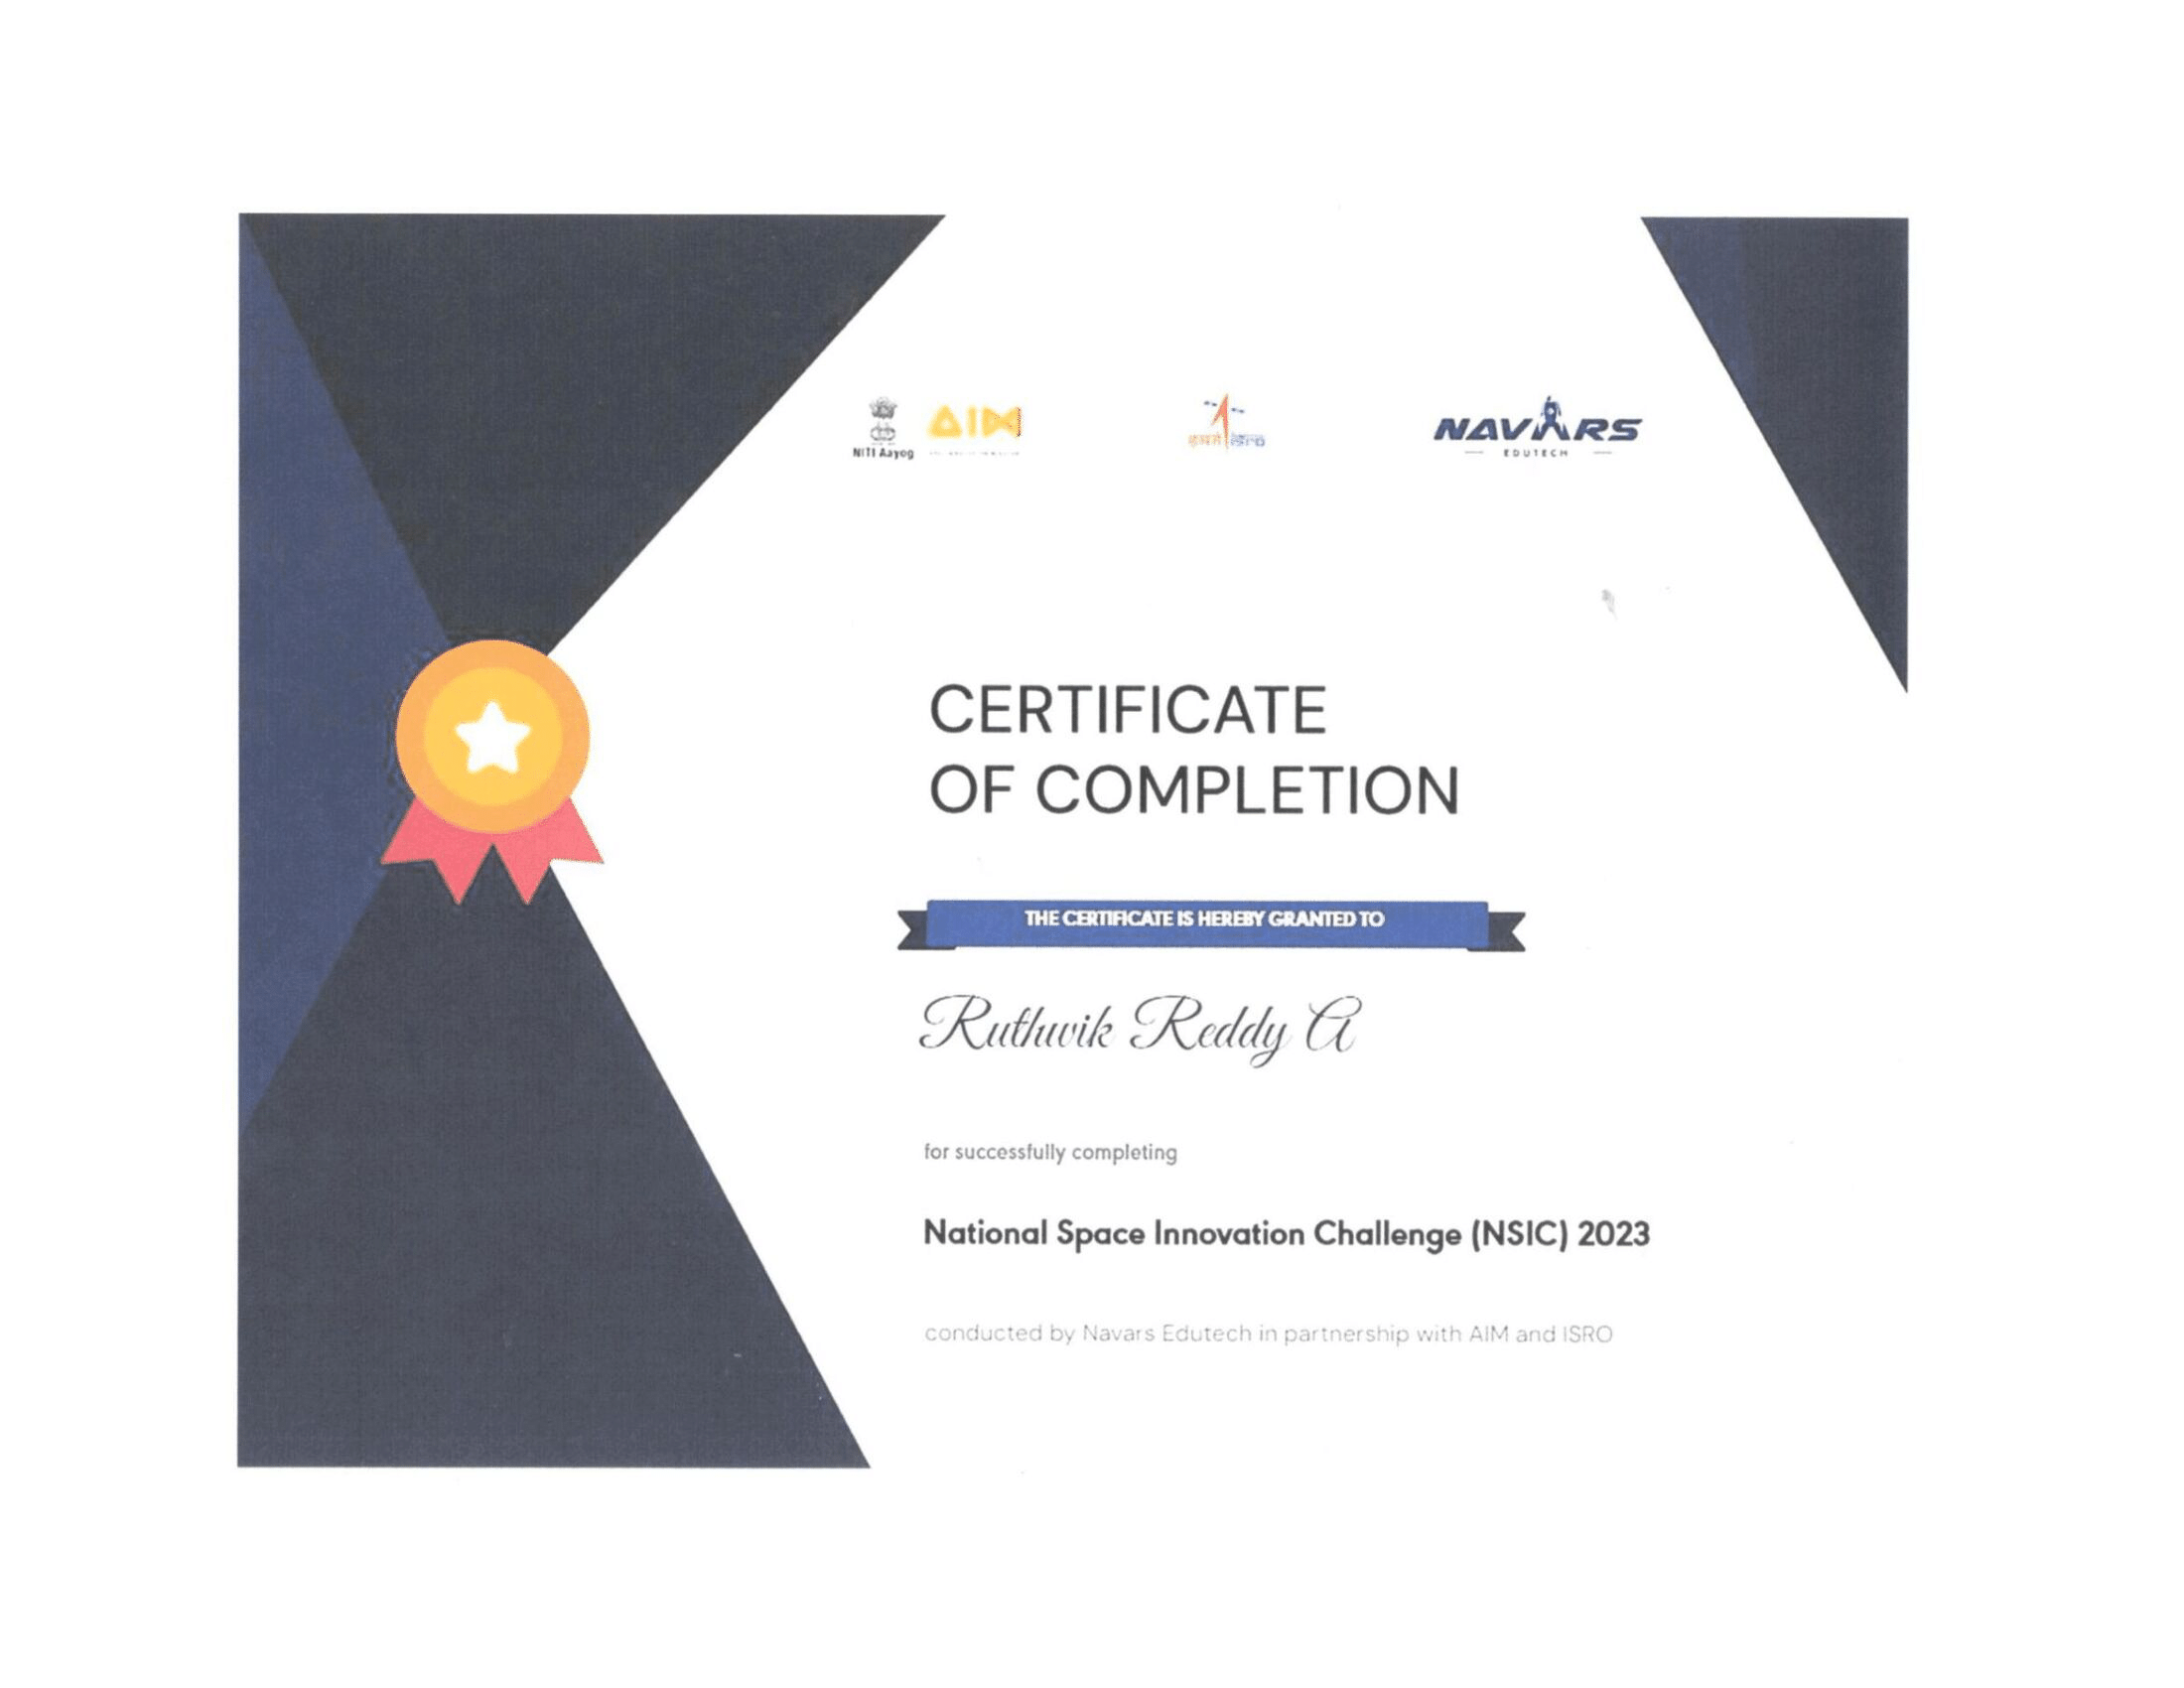 NITI Aayog
AIM
इसरो isro
NAVARS
EDUTECH
CERTIFICATE
OF COMPLETION
THE CERTIFICATE IS HEREBY GRANTED TO
Ruthwik Reddy A
for successfully completing
National Space Innovation Challenge (NSIC) 2023
conducted by Navars Edutech in partnership with AIM and ISRO